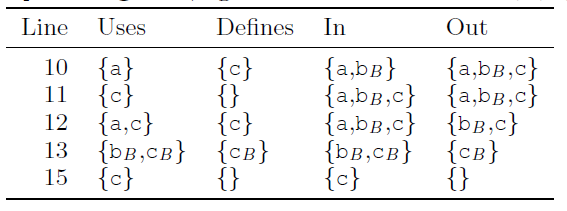 Line Uses Defines In Out
10 {a} {c} {a,b_B} {a,b_B,c}
11 {c} {} {a,b_B,c} {a,b_B,c}
12 {a,c} {c} {a,b_B,c} {b_B,c}
13 {b_B,c_B} {c_B} {b_B,c_B} {c_B}
15 {c} {} {c} {}